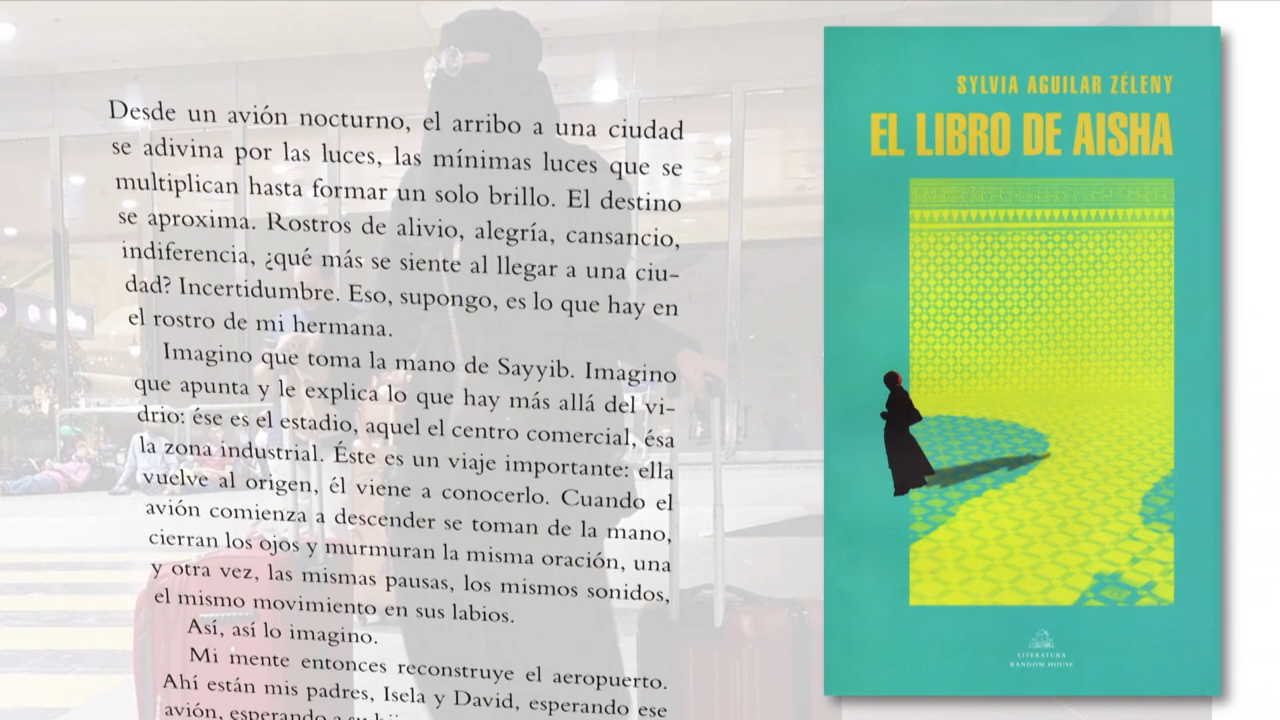 Desde un avión nocturno, el arribo a una ciudad
se adivina por las luces, las mínimas luces que se
multiplican hasta formar un solo brillo. El destino
se aproxima. Rostros de alivio, alegría, cansancio,
indiferencia, ¿qué más se siente al llegar a una ciu-
dad? Incertidumbre. Eso, supongo, es lo que hay en
el rostro de mi hermana.
Imagino que toma la mano de Sayyib. Imagino
que apunta y le explica lo que hay más allá del vi-
drio: ése es el estadio, aquel el centro comercial, ésa
la zona industrial. Éste es un viaje importante: ella
vuelve al origen, él viene a conocerlo. Cuando el
avión comienza a descender se toman de la mano,
cierran los ojos y murmuran la misma oración, una
y otra vez, las mismas pausas, los mismos sonidos,
el mismo movimiento en sus labios.
Así, así lo imagino.
Mi mente entonces reconstruye el aeropuerto.
Ahí están mis padres, Isela y David, esperando ese
avión, esperando a su
SYLVIA AGUILAR ZÉLENY
EL LIBRO DE AISHA
LITERATURA
RANDOM HOUSE